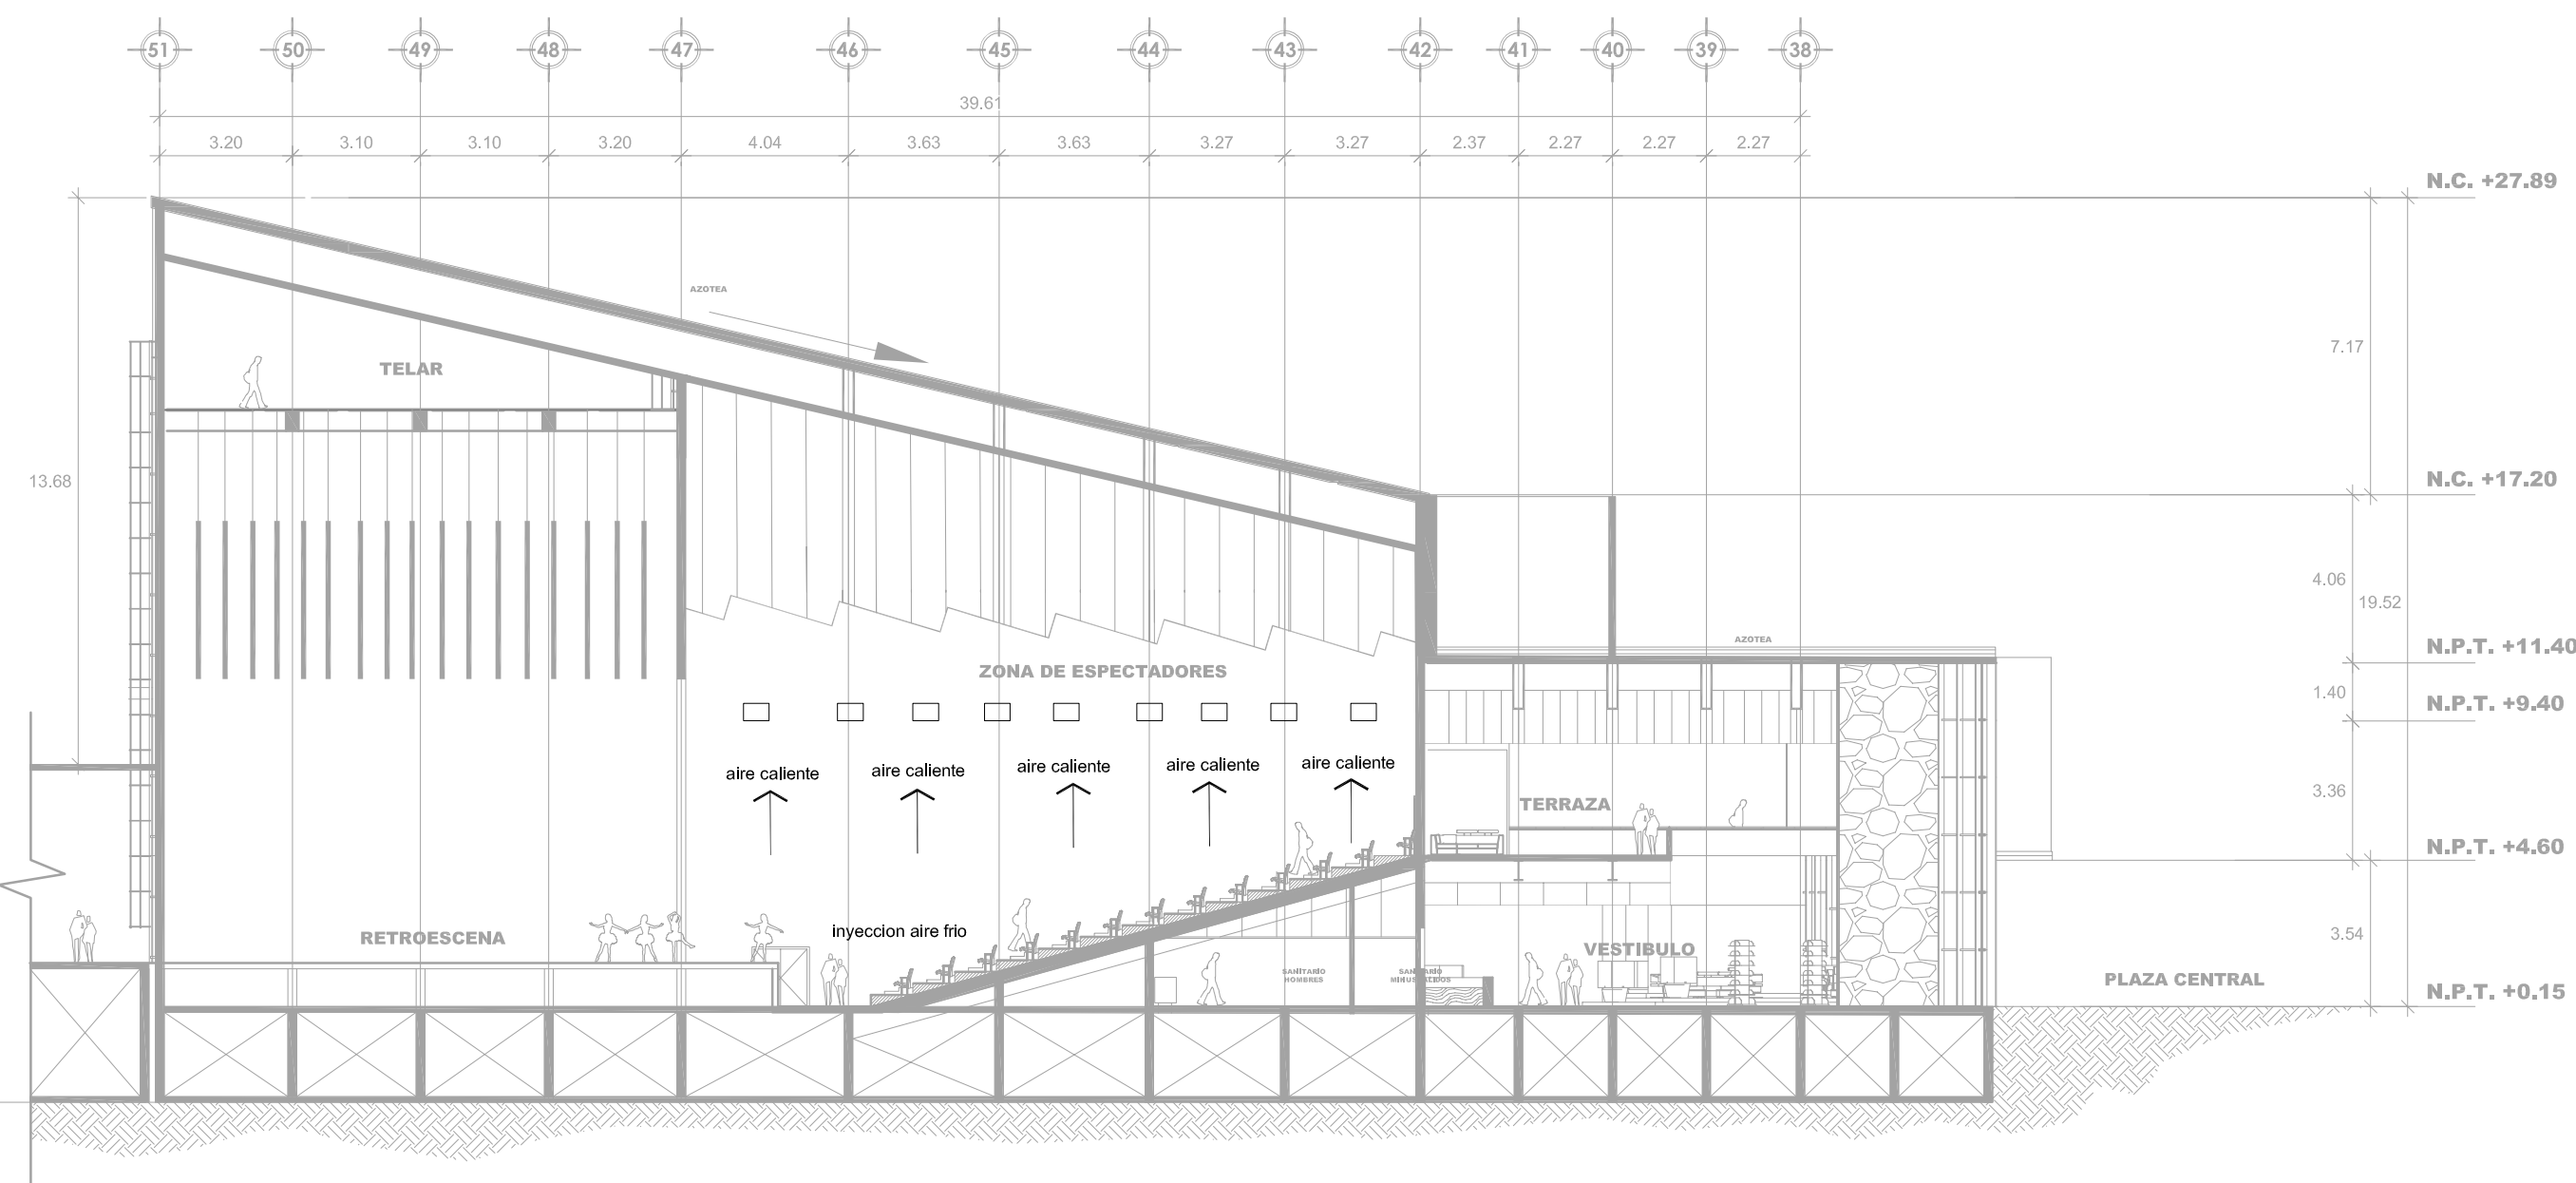 51 50 49 48 47 46 45 44 43 42 41 40 39 38
39.61
3.20 3.10 3.10 3.20 4.04 3.63 3.63 3.27 3.27 2.37 2.27 2.27 2.27
N.C. +27.89
AZOTEA
7.17
TELAR
13.68
N.C. +17.20
4.06
19.52
AZOTEA
N.P.T. +11.40
ZONA DE ESPECTADORES
1.40
N.P.T. +9.40
aire caliente aire caliente aire caliente aire caliente aire caliente
3.36
TERRAZA
N.P.T. +4.60
inyeccion aire frio
RETROESCENA
3.54
VESTIBULO
SANITARIO
HOMBRES
SANITARIO
PLAZA CENTRAL
N.P.T. +0.15